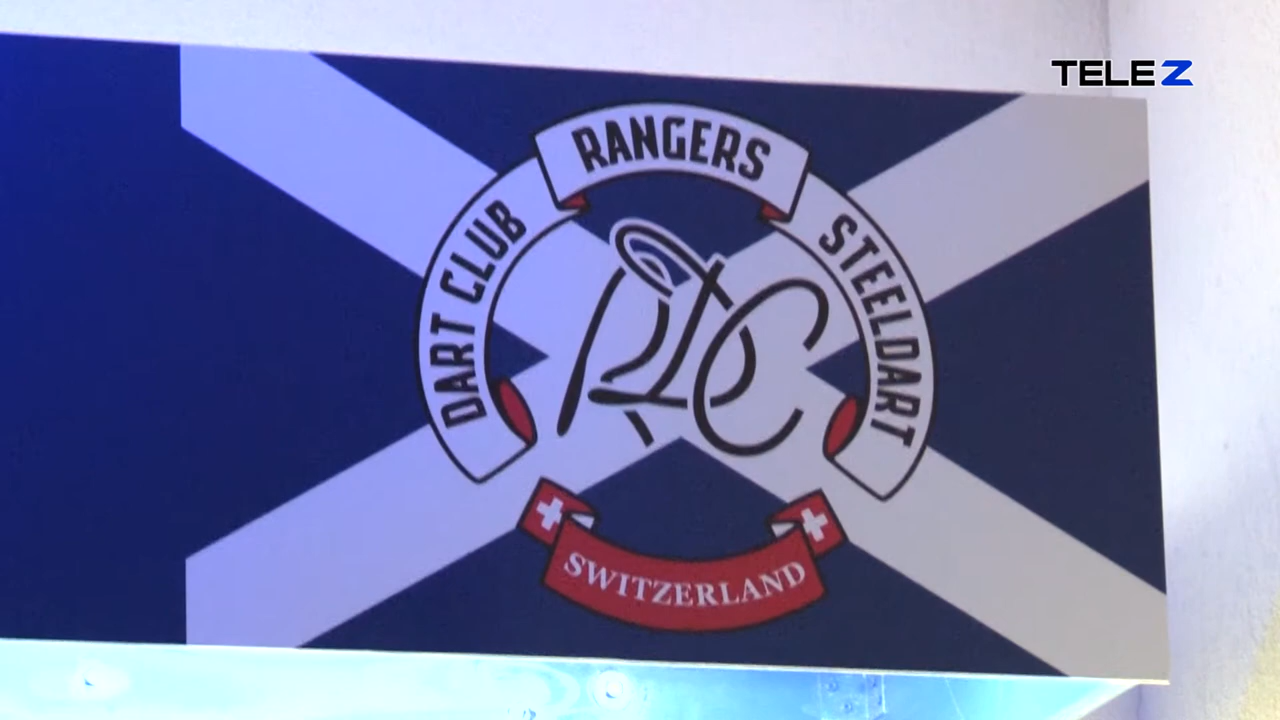 TELE Z
RANGERS
DART CLUB
STEELDART
RDC
SWITZERLAND